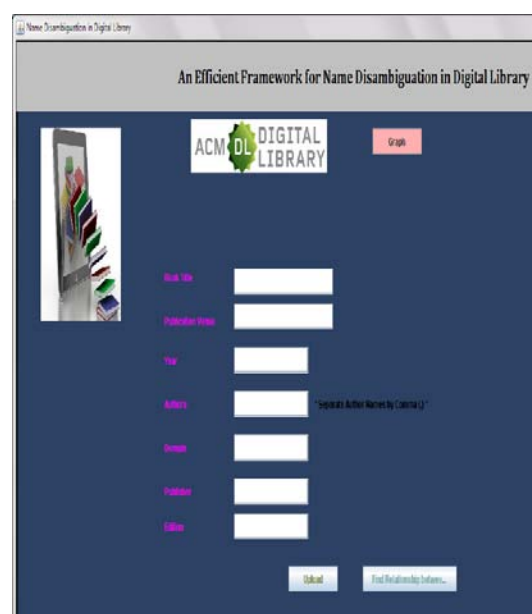 Name Disambiguation in Digital Library
An Efficient Framework for Name Disambiguation in Digital Library
ACM DL DIGITAL LIBRARY
Graph
Book Title
Publication Venue
Year
Authors
* Separate Author Names by Comma (,) *
Domain
Publisher
Edition
Upload
Find Relationship between...